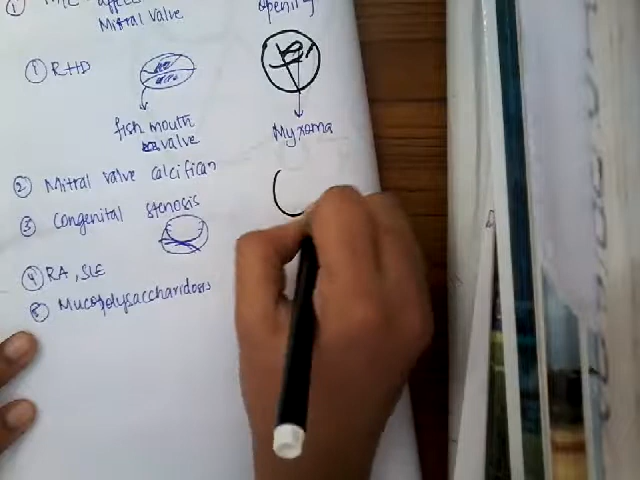 Mitral valve
opening
① RHD
fish mouth
valve
Myxoma
② Mitral valve calcifican
③ Congenital stenosis
④ RA, SLE
⑤ Mucopolysaccharidosis